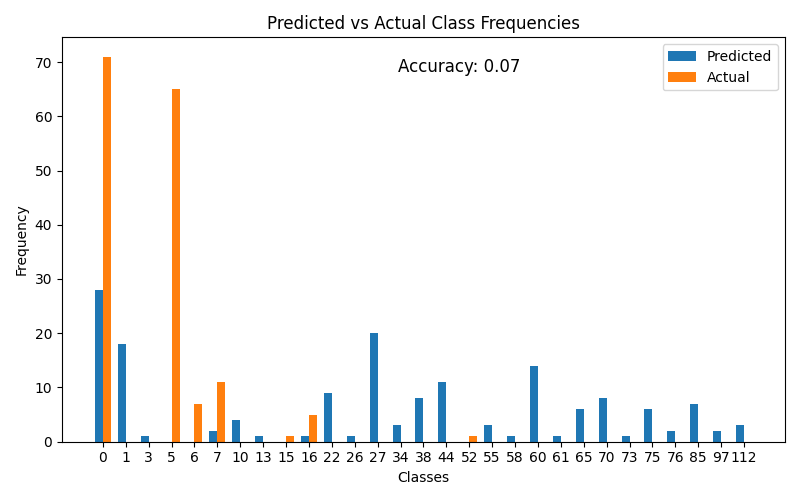 Predicted vs Actual Class Frequencies
Accuracy: 0.07
Predicted
Actual
Frequency
70
60
50
40
30
20
10
0
0 1 3 5 6 7 10 13 15 16 22 26 27 34 38 44 52 55 58 60 61 65 70 73 75 76 85 97 112
Classes